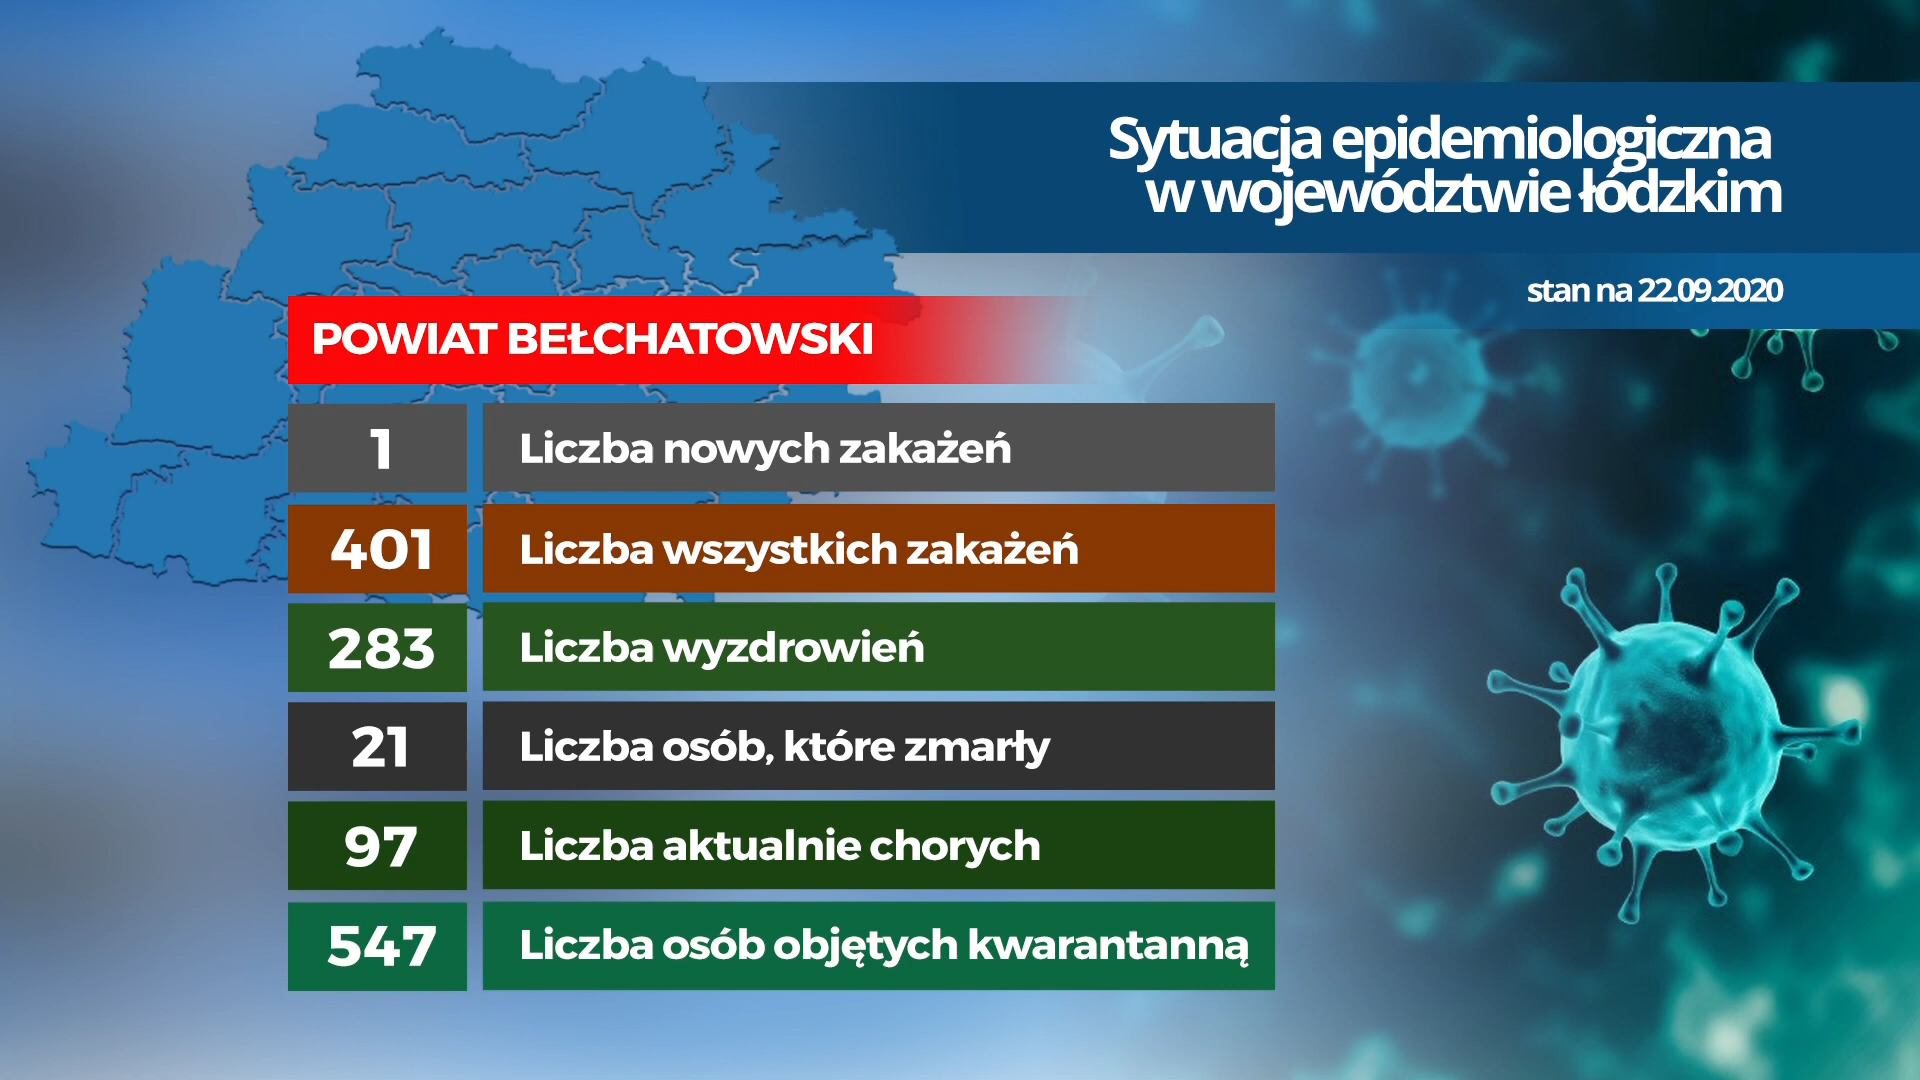 Sytuacja epidemiologiczna
w województwie łódzkim
stan na 22.09.2020
POWIAT BEŁCHATOWSKI
1 Liczba nowych zakażeń
401 Liczba wszystkich zakażeń
283 Liczba wyzdrowień
21 Liczba osób, które zmarły
97 Liczba aktualnie chorych
547 Liczba osób objętych kwarantanną